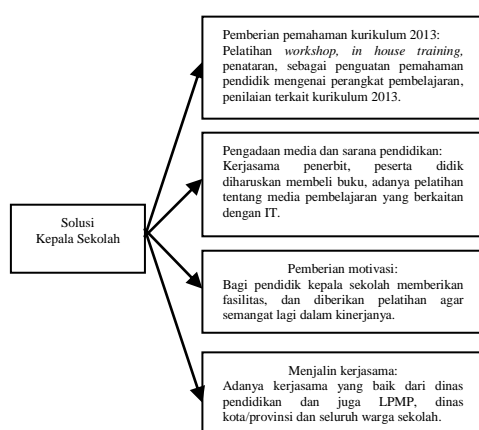 Pemberian pemahaman kurikulum 2013:
Pelatihan workshop, in house training,
penataran, sebagai penguatan pemahaman
pendidik mengenai perangkat pembelajaran,
penilaian terkait kurikulum 2013.
Pengadaan media dan sarana pendidikan:
Kerjasama penerbit, peserta didik
diharuskan membeli buku, adanya pelatihan
tentang media pembelajaran yang berkaitan
dengan IT.
Solusi
Kepala Sekolah
Pemberian motivasi:
Bagi pendidik kepala sekolah memberikan
fasilitas, dan diberikan pelatihan agar
semangat lagi dalam kinerjanya.
Menjalin kerjasama:
Adanya kerjasama yang baik dari dinas
pendidikan dan juga LPMP, dinas
kota/provinsi dan seluruh warga sekolah.